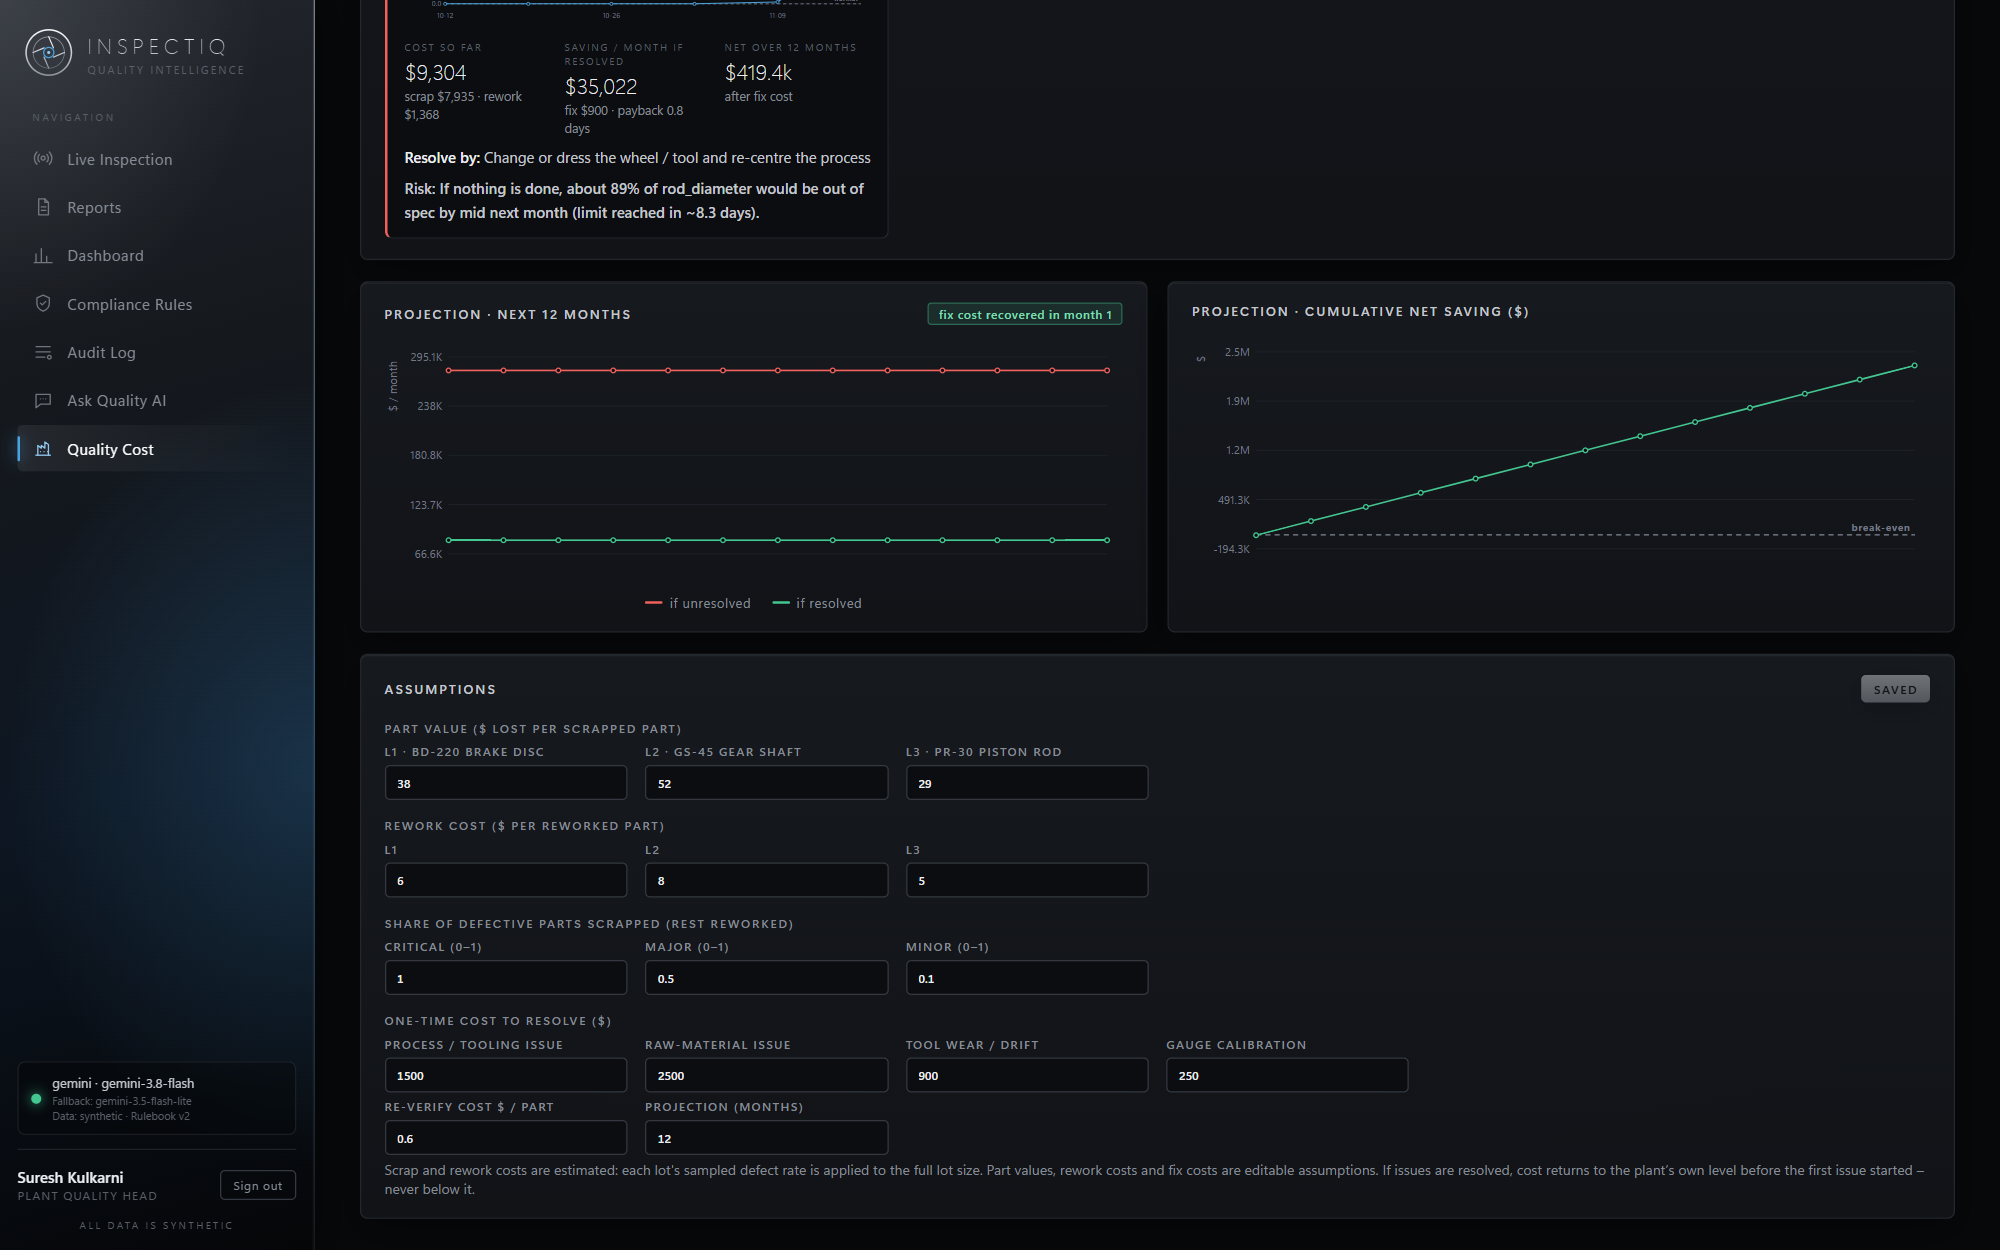 INSPECTIQ
QUALITY INTELLIGENCE
NAVIGATION
Live Inspection
Reports
Dashboard
Compliance Rules
Audit Log
Ask Quality AI
Quality Cost
gemini · gemini-3.8-flash
Fallback: gemini-3.5-flash-lite
Data: synthetic · Rulebook v2
Suresh Kulkarni
PLANT QUALITY HEAD
Sign out
ALL DATA IS SYNTHETIC
0.0
10-12
10-26
11-09
COST SO FAR
$9,304
scrap $7,935 · rework
$1,368
SAVING / MONTH IF
RESOLVED
$35,022
fix $900 · payback 0.8
days
NET OVER 12 MONTHS
$419.4k
after fix cost
Resolve by: Change or dress the wheel / tool and re-centre the process
Risk: If nothing is done, about 89% of rod_diameter would be out of
spec by mid next month (limit reached in ~8.3 days).
PROJECTION · NEXT 12 MONTHS
fix cost recovered in month 1
$ / month
295.1K
238K
180.8K
123.7K
66.6K
if unresolved
if resolved
PROJECTION · CUMULATIVE NET SAVING ($)
$
2.5M
1.9M
1.2M
491.3K
-194.3K
break-even
ASSUMPTIONS
SAVED
PART VALUE ($ LOST PER SCRAPPED PART)
L1 · BD-220 BRAKE DISC
L2 · GS-45 GEAR SHAFT
L3 · PR-30 PISTON ROD
38
52
29
REWORK COST ($ PER REWORKED PART)
L1
L2
L3
6
8
5
SHARE OF DEFECTIVE PARTS SCRAPPED (REST REWORKED)
CRITICAL (0–1)
MAJOR (0–1)
MINOR (0–1)
1
0.5
0.1
ONE-TIME COST TO RESOLVE ($)
PROCESS / TOOLING ISSUE
RAW-MATERIAL ISSUE
TOOL WEAR / DRIFT
GAUGE CALIBRATION
1500
2500
900
250
RE-VERIFY COST $ / PART
PROJECTION (MONTHS)
0.6
12
Scrap and rework costs are estimated: each lot's sampled defect rate is applied to the full lot size. Part values, rework costs and fix costs are editable assumptions. If issues are resolved, cost returns to the plant's own level before the first issue started –
never below it.